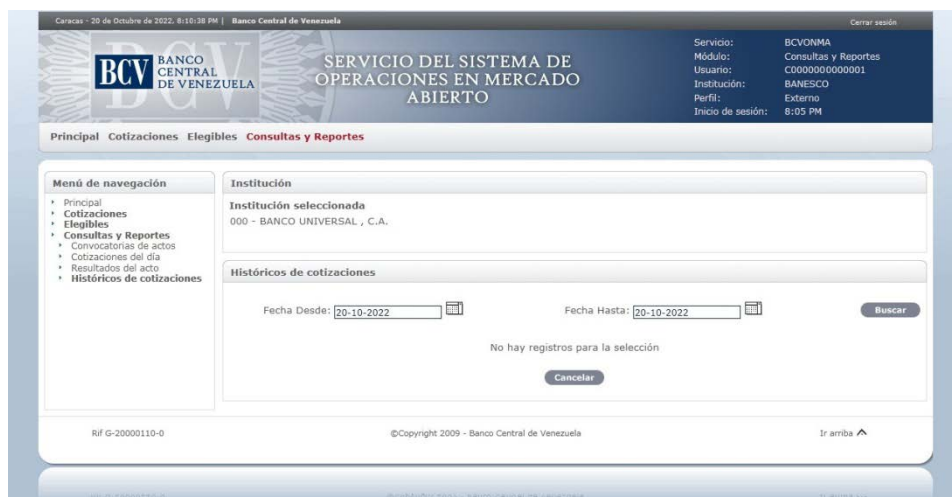 Caracas - 20 de Octubre de 2022, 8:10:38 PM | Banco Central de Venezuela
Cerrar sesión
BCV BANCO
CENTRAL
DE VENEZUELA
SERVICIO DEL SISTEMA DE
OPERACIONES EN MERCADO
ABIERTO
Servicio: BCVONMA
Módulo: Consultas y Reportes
Usuario: C0000000000001
Institución: BANESCO
Perfil: Externo
Inicio de sesión: 8:05 PM
Principal Cotizaciones Elegibles Consultas y Reportes
Menú de navegación
Principal
Cotizaciones
Elegibles
Consultas y Reportes
Convocatorias de actos
Cotizaciones del día
Resultados del acto
Históricos de cotizaciones
Institución
Institución seleccionada
000 - BANCO UNIVERSAL , C.A.
Históricos de cotizaciones
Fecha Desde: 20-10-2022 Fecha Hasta: 20-10-2022 Buscar
No hay registros para la selección
Cancelar
Rif G-20000110-0 ©Copyright 2009 - Banco Central de Venezuela Ir arriba